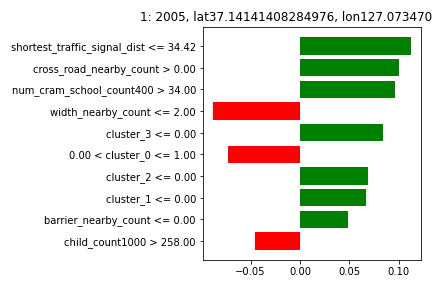 1: 2005, lat37.14141408284976, lon127.073470
shortest_traffic_signal_dist <= 34.42
cross_road_nearby_count > 0.00
num_cram_school_count400 > 34.00
width_nearby_count <= 2.00
cluster_3 <= 0.00
0.00 < cluster_0 <= 1.00
cluster_2 <= 0.00
cluster_1 <= 0.00
barrier_nearby_count <= 0.00
child_count1000 > 258.00
−0.05 0.00 0.05 0.10